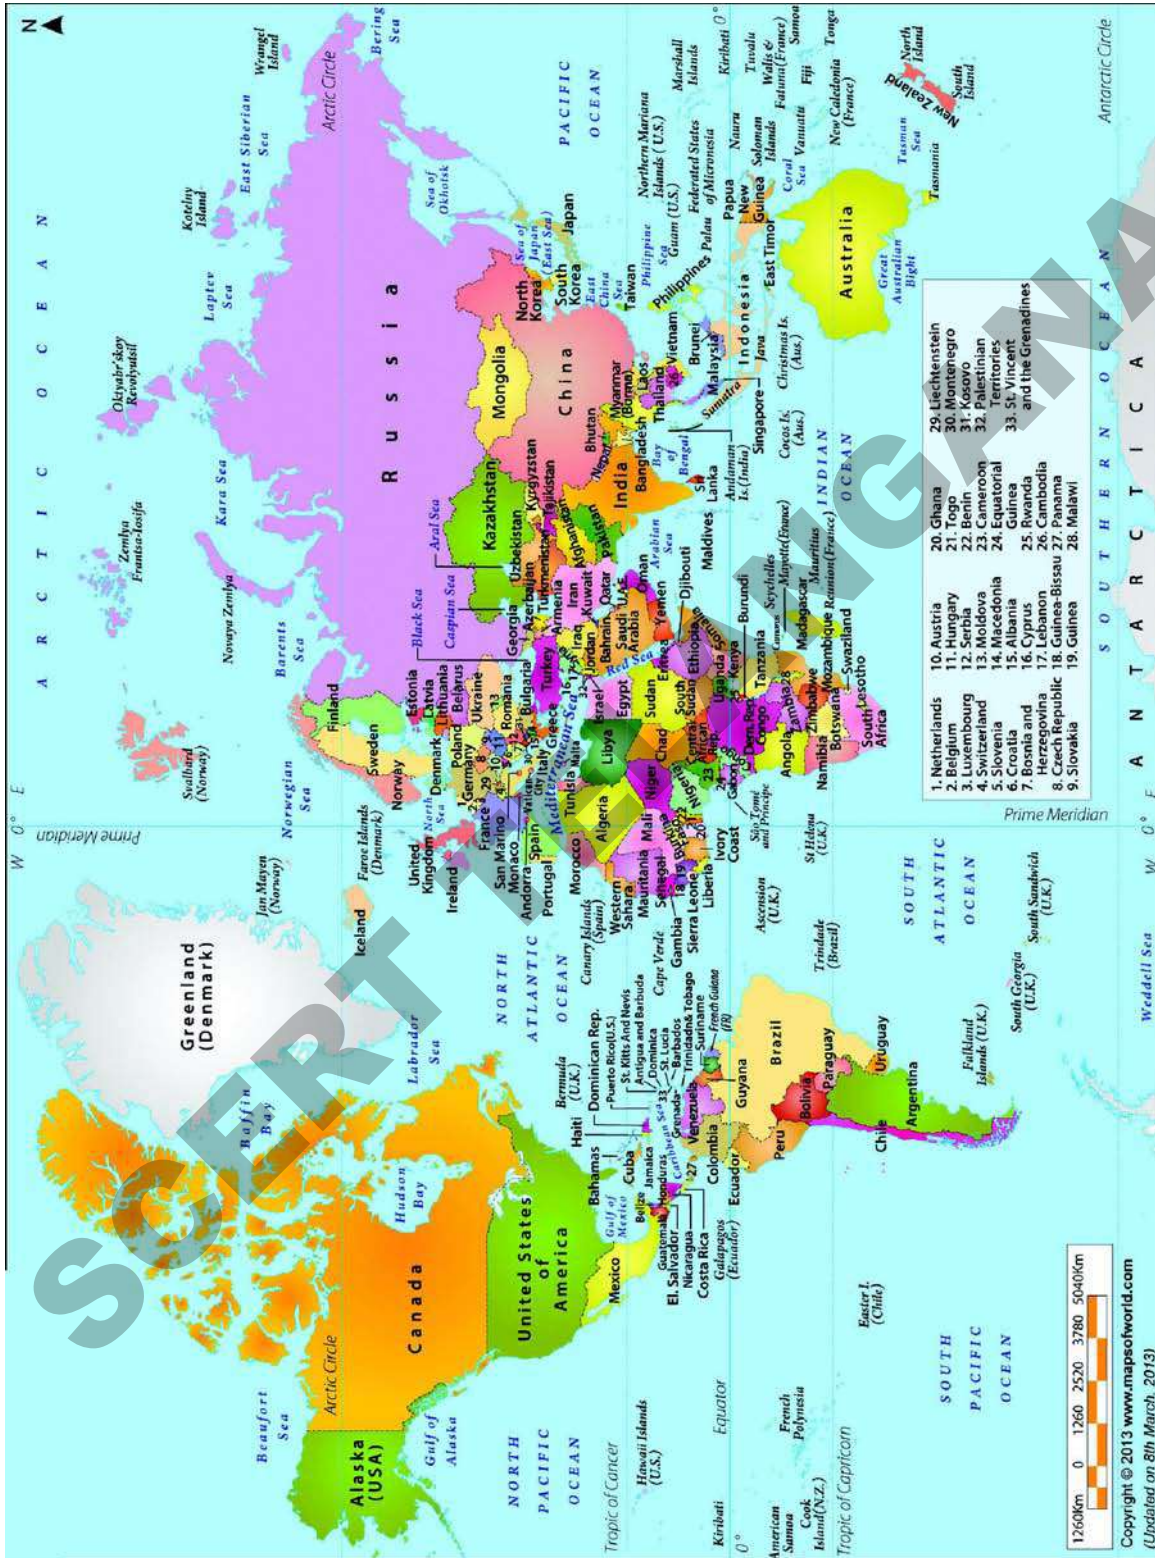 N
W 0° E
A R C T I C O C E A N
Prime Meridian
Beaufort
Sea
Arctic Circle
Alaska
(USA)
Gulf of
Alaska
C a n a d a
Hudson
Bay
Baffin
Bay
Labrador
Sea
Greenland
(Denmark)
Jan Mayen
(Norway)
Iceland
Faroe Islands
(Denmark)
Svalbard
(Norway)
Norwegian
Sea
Barents
Sea
Novaya Zemlya
Kara Sea
Zemlya
Frantsa-Iosifa
Oktyabr'skoy
Revolyutsil
Laptev
Sea
Kotelny
Island
East Siberian
Sea
Wrangel
Island
Arctic Circle
Bering
Sea
Sea of
Okhotsk
R u s s i a
NORTH
PACIFIC
OCEAN
United States
of
America
Mexico
Gulf of
Mexico
NORTH
ATLANTIC
OCEAN
Bermuda
(U.K.)
Bahamas
Cuba
Haiti
Jamaica
Dominican Rep.
Puerto Rico(U.S.)
St. Kitts And Nevis
Antigua and Barbuda
Dominica
St. Lucia
33
Barbados
Grenada
Trinidadn& Tobago
Caribbean Sea
Belize
Guatemala
Honduras
El. Salvador
Nicaragua
Costa Rica
27
Galapagos
(Ecuador)
Venezuela
Guyana
Suriname
French Guiana
(FR)
Colombia
Ecuador
Peru
Brazil
Bolivia
Paraguay
Uruguay
Argentina
Chile
Falkland
Islands (U.K.)
South Georgia
(U.K.)
South Sandwich
(U.K.)
Easter I.
(Chile)
SOUTH
PACIFIC
OCEAN
SOUTH
ATLANTIC
OCEAN
Tropic of Cancer
Hawaii Islands
(U.S.)
Equator
Kiribati
0°
French
Polynesia
American
Samoa
Cook
Island(N.Z.)
Tropic of Capricorn
Trindade
(Brazil)
Ascension
(U.K.)
St Helena
(U.K.)
São Tomé
and Principe
Cape Verde
Canary Islands
(Spain)
Finland
Sweden
Norway
Estonia
Latvia
Lithuania
Belarus
Denmark
Poland
Germany
Ukraine
Romania
Bulgaria
North
Sea
United
Kingdom
Ireland
France
San Marino
Monaco
Andorra
Spain
Portugal
Vatican
City
Italy
Malta
Greece
Turkey
Mediterranean Sea
Black Sea
Caspian Sea
Aral Sea
Georgia
Azerbaijan
Armenia
Turkmenistan
Uzbekistan
Kazakhstan
Kyrgyzstan
Tajikistan
Afghanistan
Pakistan
Iran
Iraq
Kuwait
Jordan
Bahrain
Qatar
UAE
Saudi
Arabia
Oman
Yemen
Israel
Red Sea
Arabian
Sea
Morocco
Tunisia
Algeria
Libya
Egypt
Western
Sahara
Mauritania
Mali
Niger
Chad
Sudan
Eritrea
Djibouti
Senegal
Gambia
Sierra Leone
Liberia
Ivory
Coast
Burkina
Faso
Nigeria
Central
African
Rep.
South
Sudan
Ethiopia
Somalia
Uganda
Kenya
Burundi
Gabon
Congo
Dem. Rep.
Congo
Tanzania
Angola
Zambia
Zimbabwe
Mozambique
Namibia
Botswana
South
Africa
Swaziland
Lesotho
Madagascar
Comoros
Seychelles
Mayotte(France)
Mauritius
Reunion(France)
Mongolia
C h i n a
North
Korea
South
Korea
Sea of
Japan
(East Sea)
Japan
East
China
Sea
Taiwan
Nepal
Bhutan
India
Bangladesh
Myanmar
(Borma)
Laos
Thailand
26
Vietnam
Bay
of
Bengal
Sri
Lanka
Maldives
Andaman
Is.(India)
Malaysia
Brunei
Singapore
Sumatra
Java
Indonesia
Philippines
Philippine
Sea
Cocos Is.
(Aus.)
Christmas Is.
(Aus.)
INDIAN
OCEAN
PACIFIC
OCEAN
Northern Mariana
Islands (U.S.)
Guam (U.S.)
Federated States
of Micronesia
Palau
Marshall
Islands
Kiribati
0°
Nauru
Tuvalu
Papua
New
Guinea
Soloman
Islands
Walis &
Fatuna(France)
Samoa
Coral
Sea
Vanuatu
Fiji
Tonga
New Caledonia
(France)
East Timor
Australia
Great
Australian
Bight
Tasmania
Tasman
Sea
North
Island
South
Island
New Zealand
Antarctic Circle
1. Netherlands
2. Belgium
3. Luxembourg
4. Switzerland
5. Slovenia
6. Croatia
7. Bosnia and
Herzegovina
8. Czech Republic
9. Slovakia
10. Austria
11. Hungary
12. Serbia
13. Moldova
14. Macedonia
15. Albania
16. Cyprus
17. Lebanon
18. Guinea-Bissau
19. Guinea
20. Ghana
21. Togo
22. Benin
23. Cameroon
24. Equatorial
Guinea
25. Rwanda
26. Cambodia
27. Panama
28. Malawi
29. Liechtenstein
30. Montenegro
31. Kosovo
32. Palestinian
Territories
33. St. Vincent
and the Grenadines
Prime Meridian
S O U T H E R N O C E A N
Weddell Sea
A N T A R C T I C A
W 0° E
1260Km 0 1260 2520 3780 5040Km
Copyright © 2013 www.mapsofworld.com
(Updated on 8th March, 2013)
SCERT TELANGANA